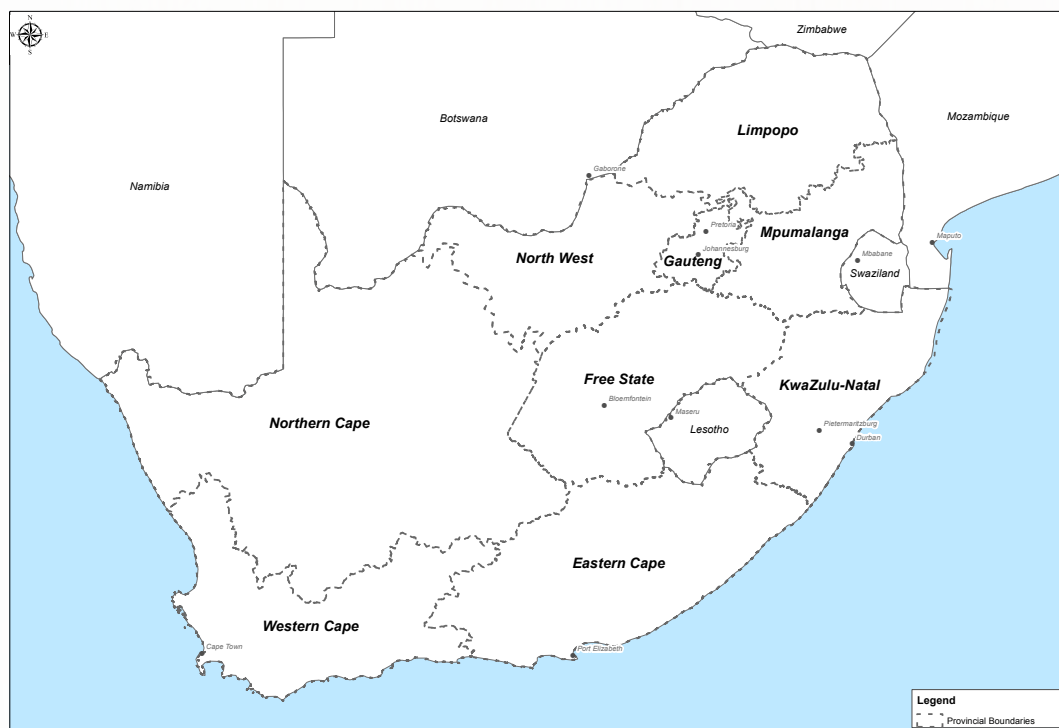 N
W E
S
Zimbabwe
Botswana
Mozambique
Limpopo
Gaborone
Namibia
Pretoria
Mpumalanga
Maputo
North West
Johannesburg
Gauteng
Mbabane
Swaziland
Free State
KwaZulu-Natal
Bloemfontein
Maseru
Northern Cape
Lesotho
Pietermaritzburg
Durban
Eastern Cape
Western Cape
Cape Town
Port Elizabeth
Legend
Provincial Boundaries